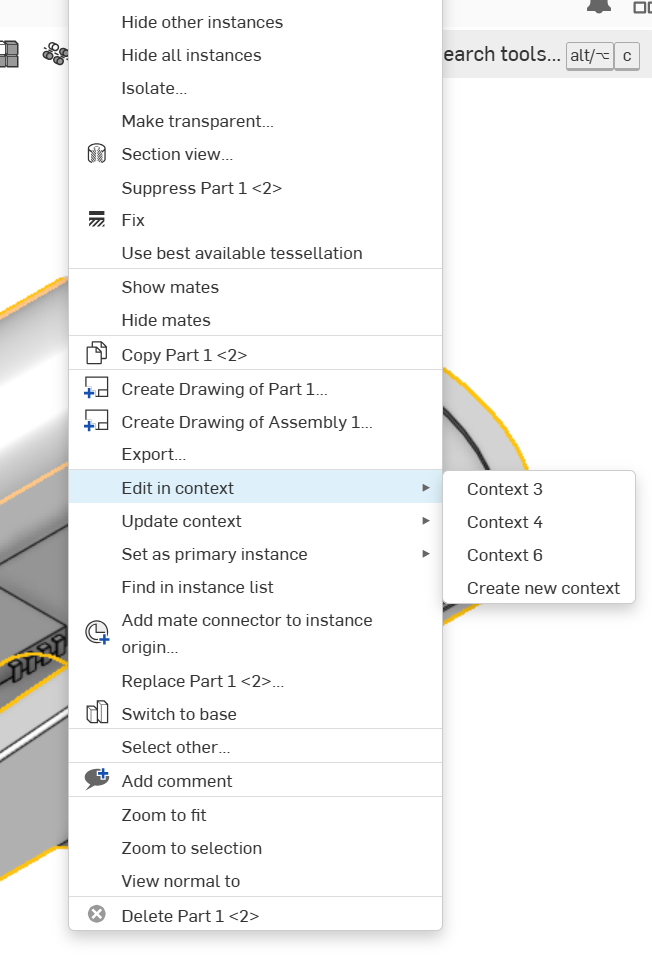 Hide other instances
Hide all instances
earch tools... alt/⌥ c
Isolate...
Make transparent...
Section view...
Suppress Part 1 <2>
Fix
Use best available tessellation
Show mates
Hide mates
Copy Part 1 <2>
Create Drawing of Part 1...
Create Drawing of Assembly 1...
Export...
Edit in context
Context 3
Update context
Context 4
Set as primary instance
Context 6
Find in instance list
Create new context
Add mate connector to instance
origin...
Replace Part 1 <2>...
Switch to base
Select other...
Add comment
Zoom to fit
Zoom to selection
View normal to
Delete Part 1 <2>